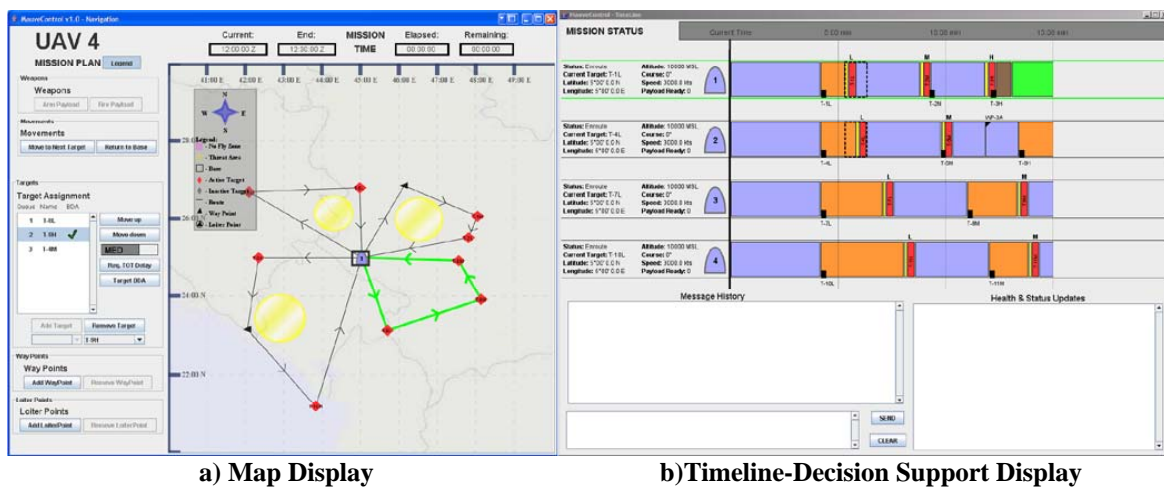 MauveControl v1.0 - Navigation
UAV 4
MISSION PLAN Legend
Current: End: MISSION Elapsed: Remaining:
12:00:00 Z 12:30:00 Z TIME 00:30:00 00:00:00
41:00 E 42:00 E 43:00 E 44:00 E 45:00 E 46:00 E 47:00 E 48:00 E 49:00 E
Weapons
Weapons
Arm Payload Fire Payload
Movements
Movements
Move to Next Target Return to Base
Targets
Target Assignment
Queue Name BDA
1
2 T-9H
3
Move up
Move down
MED
Req. TOT Delay
Target BDA
Add Target Remove Target
T-9H
Way Points
Way Points
Add WayPoint Remove WayPoint
Loiter Points
Loiter Points
Add LoiterPoint Remove LoiterPoint
N
W E
N
Legend:
- No Fly Zone
- Threat Area
- Base
- Active Target
- Inactive Target
- Route
- Way Point
- Loiter Point
28:00 N
26:00 N
24:00 N
22:00 N
a) Map Display
MauveControl - TimeLine
MISSION STATUS
Current Time 10:00 min
Status: Enroute Altitude: 10000 MSL
Current Target: T-1L Course: 0°
Latitude: 5°00' 0.0 N Speed: 3000.0 kts
Longitude: 5°00' 0.0 E Payload Ready: 0
1
L M H
T-1L T-2M T-3H
Status: Enroute Altitude: 10000 MSL
Current Target: T-4L Course: 0°
Latitude: 5°00' 0.0 N Speed: 3000.0 kts
Longitude: 5°00' 0.0 E Payload Ready: 0
2
L M WP-3A
T-4L
Status: Enroute Altitude: 10000 MSL
Current Target: T-7L Course: 0°
Latitude: 5°00' 0.0 N Speed: 3000.0 kts
Longitude: 5°00' 0.0 E Payload Ready: 0
3
L M
T-7L T-8M
Status: Enroute Altitude: 10000 MSL
Current Target: T-10L Course: 0°
Latitude: 5°00' 0.0 N Speed: 3000.0 kts
Longitude: 5°00' 0.0 E Payload Ready: 0
4
L M
T-10L T-11M
Message History
Health & Status Updates
SEND
CLEAR
b)Timeline-Decision Support Display